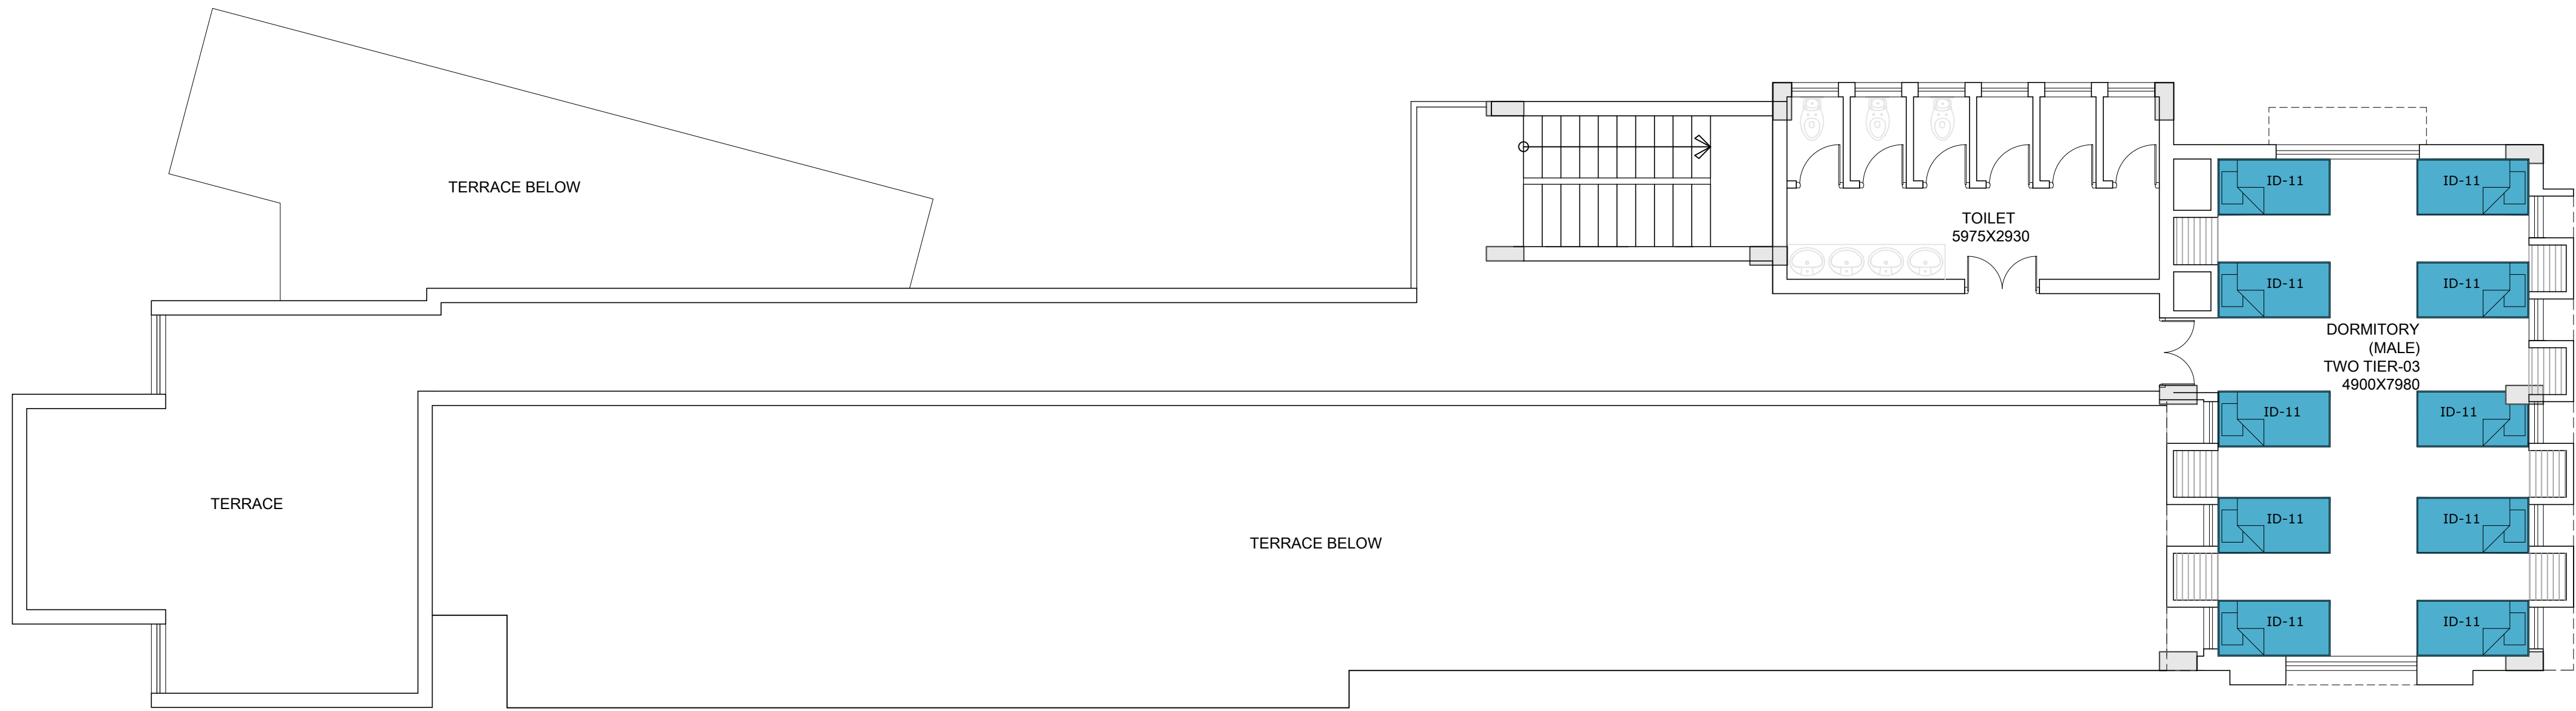 TERRACE BELOW
TOILET
5975X2930
ID-11
ID-11
ID-11
ID-11
DORMITORY
(MALE)
TWO TIER-03
4900X7980
ID-11
ID-11
TERRACE
TERRACE BELOW
ID-11
ID-11
ID-11
ID-11